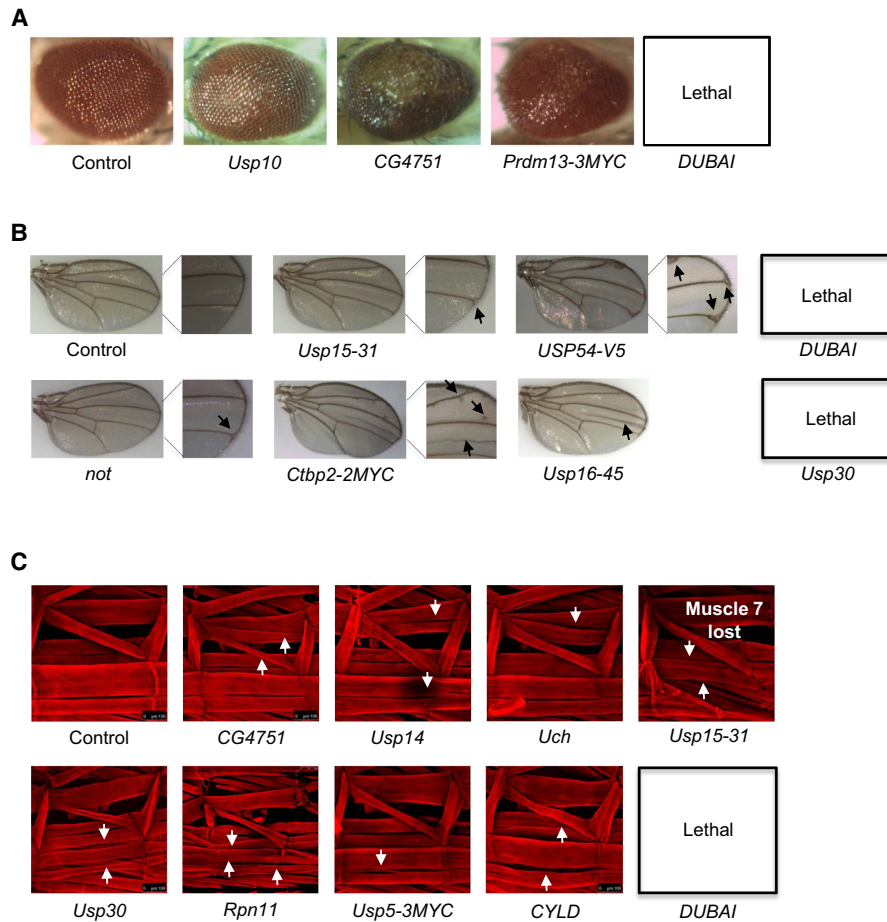 A
Lethal
Control
Usp10
CG4751
Prdm13-3MYC
DUBAI
B
Lethal
Control
Usp15-31
USP54-V5
DUBAI
Lethal
not
Ctbp2-2MYC
Usp16-45
Usp30
C
Muscle 7
lost
Control
CG4751
Usp14
Uch
Usp15-31
Lethal
Usp30
Rpn11
Usp5-3MYC
CYLD
DUBAI